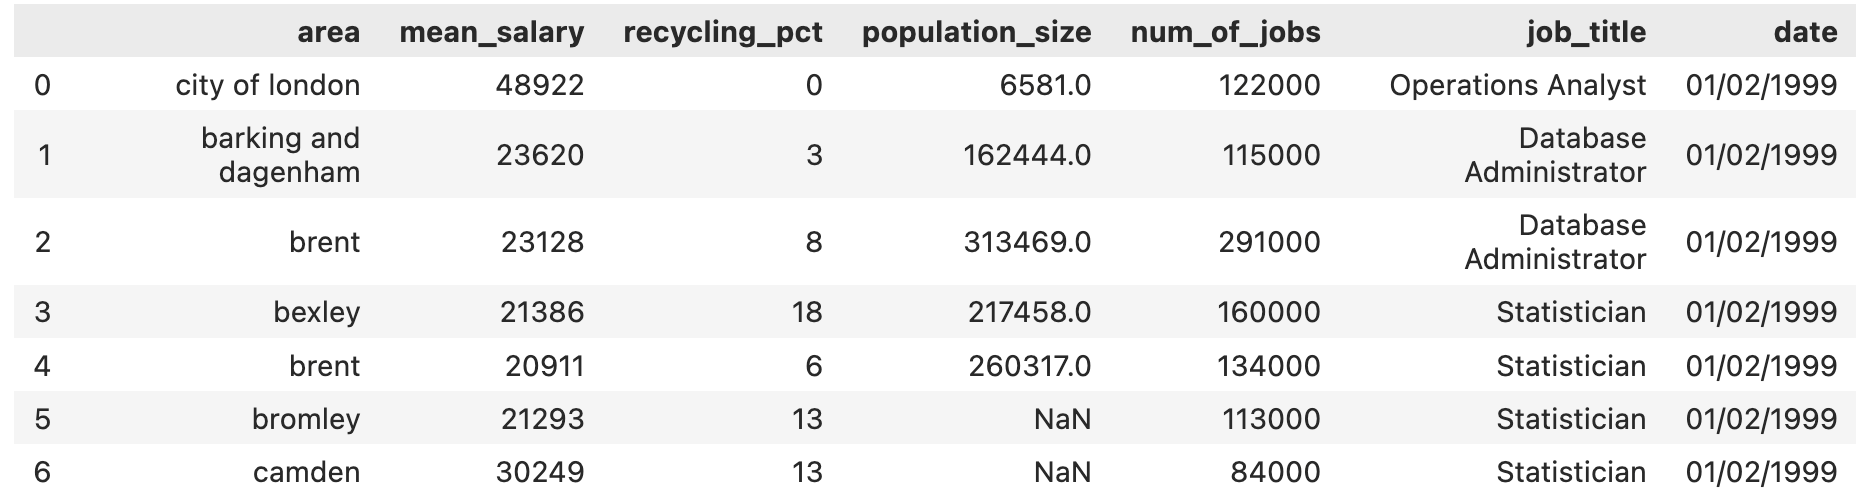 area mean_salary recycling_pct population_size num_of_jobs job_title date
0 city of london 48922 0 6581.0 122000 Operations Analyst 01/02/1999
1 barking and dagenham 23620 3 162444.0 115000 Database Administrator 01/02/1999
2 brent 23128 8 313469.0 291000 Database Administrator 01/02/1999
3 bexley 21386 18 217458.0 160000 Statistician 01/02/1999
4 brent 20911 6 260317.0 134000 Statistician 01/02/1999
5 bromley 21293 13 NaN 113000 Statistician 01/02/1999
6 camden 30249 13 NaN 84000 Statistician 01/02/1999